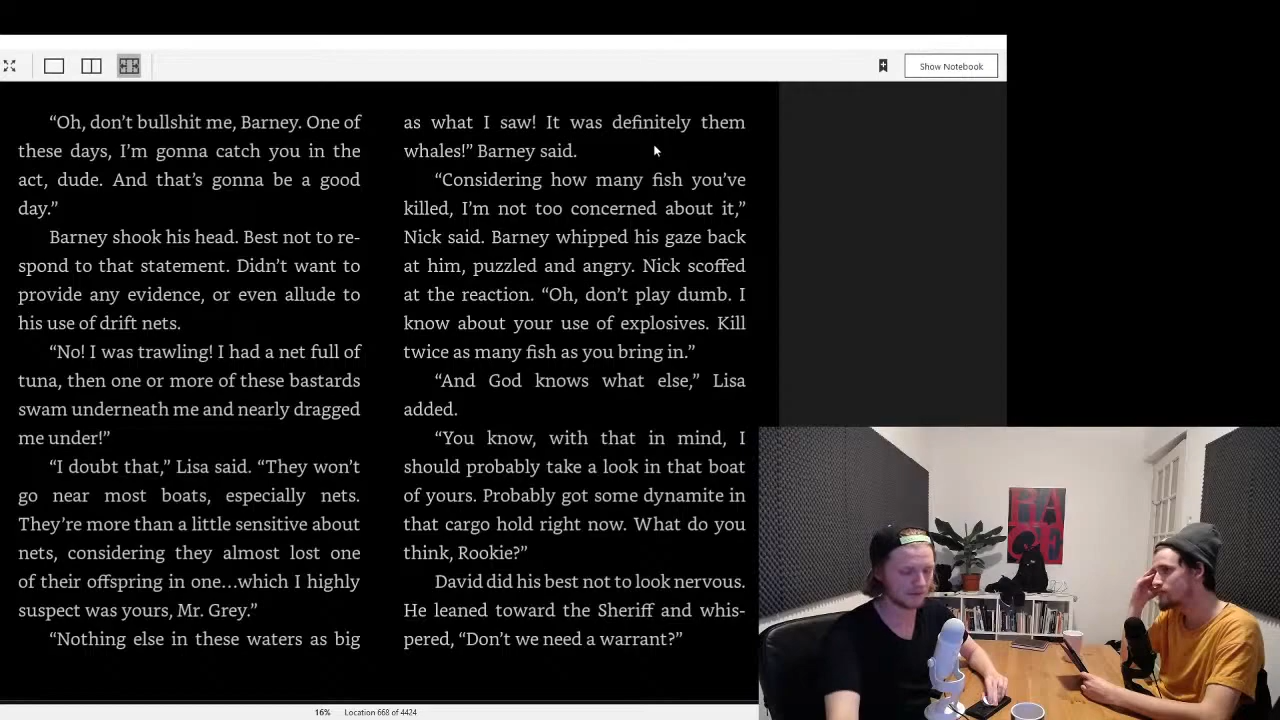 Show Notebook
“Oh, don’t bullshit me, Barney. One of
these days, I’m gonna catch you in the
act, dude. And that’s gonna be a good
day.”
Barney shook his head. Best not to re-
spond to that statement. Didn’t want to
provide any evidence, or even allude to
his use of drift nets.
“No! I was trawling! I had a net full of
tuna, then one or more of these bastards
swam underneath me and nearly dragged
me under!”
“I doubt that,” Lisa said. “They won’t
go near most boats, especially nets.
They’re more than a little sensitive about
nets, considering they almost lost one
of their offspring in one…which I highly
suspect was yours, Mr. Grey.”
“Nothing else in these waters as big
as what I saw! It was definitely them
whales!” Barney said.
“Considering how many fish you’ve
killed, I’m not too concerned about it,”
Nick said. Barney whipped his gaze back
at him, puzzled and angry. Nick scoffed
at the reaction. “Oh, don’t play dumb. I
know about your use of explosives. Kill
twice as many fish as you bring in.”
“And God knows what else,” Lisa
added.
“You know, with that in mind, I
should probably take a look in that boat
of yours. Probably got some dynamite in
that cargo hold right now. What do you
think, Rookie?”
David did his best not to look nervous.
He leaned toward the Sheriff and whis-
pered, “Don’t we need a warrant?”
16% Location 668 of 4424
RA
GE